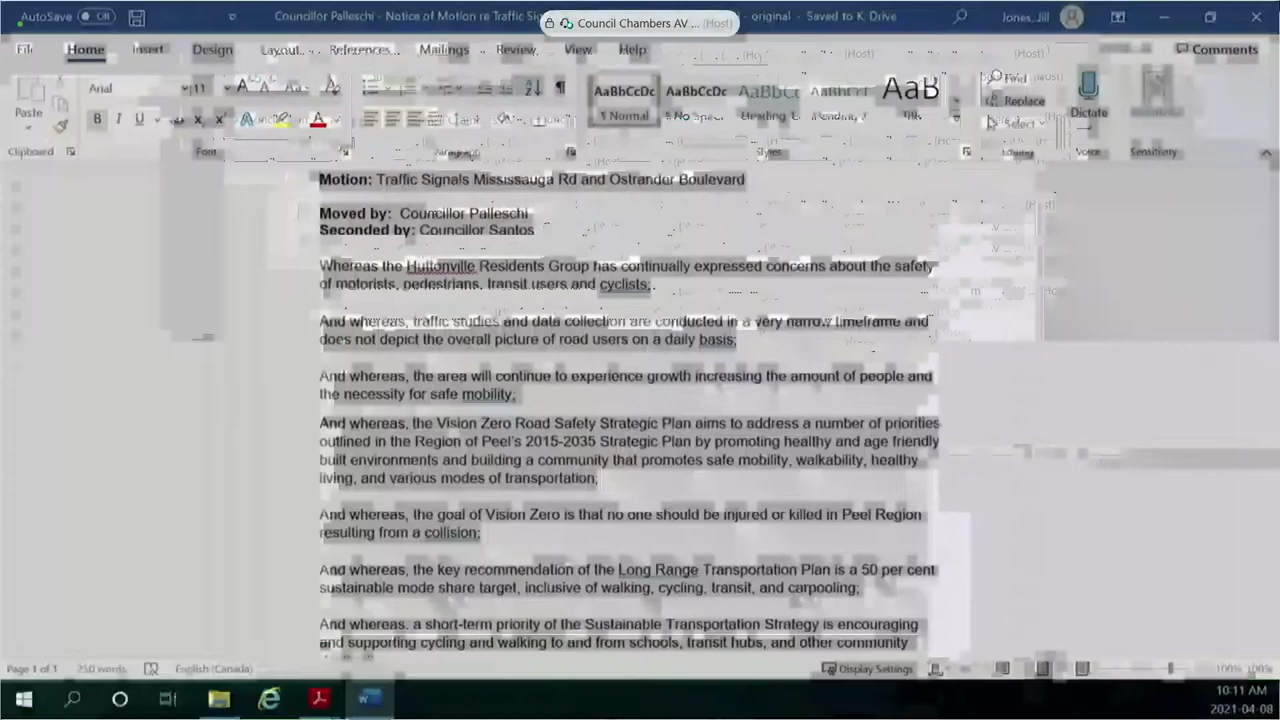 AutoSave Off
Councillor Palleschi - Notice of Motion re Traffic Sig
Council Chambers AV ... (Host)
- original - Saved to K: Drive
Jones, Jill
File Home Insert Design Layout References Mailings Review View Help
Comments
Paste
Arial 11
B I U
AaBbCcDc AaBbCcDc AaBbCc AaBbCcD AaB
¶ Normal
Find
Replace
Select
Dictate
Sensitivity
Clipboard Font Paragraph Styles Voice Sensitivity
Motion: Traffic Signals Mississauga Rd and Ostrander Boulevard
Moved by: Councillor Palleschi
Seconded by: Councillor Santos
Whereas the Huttonville Residents Group has continually expressed concerns about the safety
of motorists, pedestrians, transit users and cyclists;
And whereas, traffic studies and data collection are conducted in a very narrow timeframe and
does not depict the overall picture of road users on a daily basis;
And whereas, the area will continue to experience growth increasing the amount of people and
the necessity for safe mobility;
And whereas, the Vision Zero Road Safety Strategic Plan aims to address a number of priorities
outlined in the Region of Peel's 2015-2035 Strategic Plan by promoting healthy and age friendly
built environments and building a community that promotes safe mobility, walkability, healthy
living, and various modes of transportation;
And whereas, the goal of Vision Zero is that no one should be injured or killed in Peel Region
resulting from a collision;
And whereas, the key recommendation of the Long Range Transportation Plan is a 50 per cent
sustainable mode share target, inclusive of walking, cycling, transit, and carpooling;
And whereas, a short-term priority of the Sustainable Transportation Strategy is encouraging
and supporting cycling and walking to and from schools, transit hubs, and other community
Page 1 of 1 250 words English (Canada)
Display Settings
100%
10:11 AM
2021-04-08